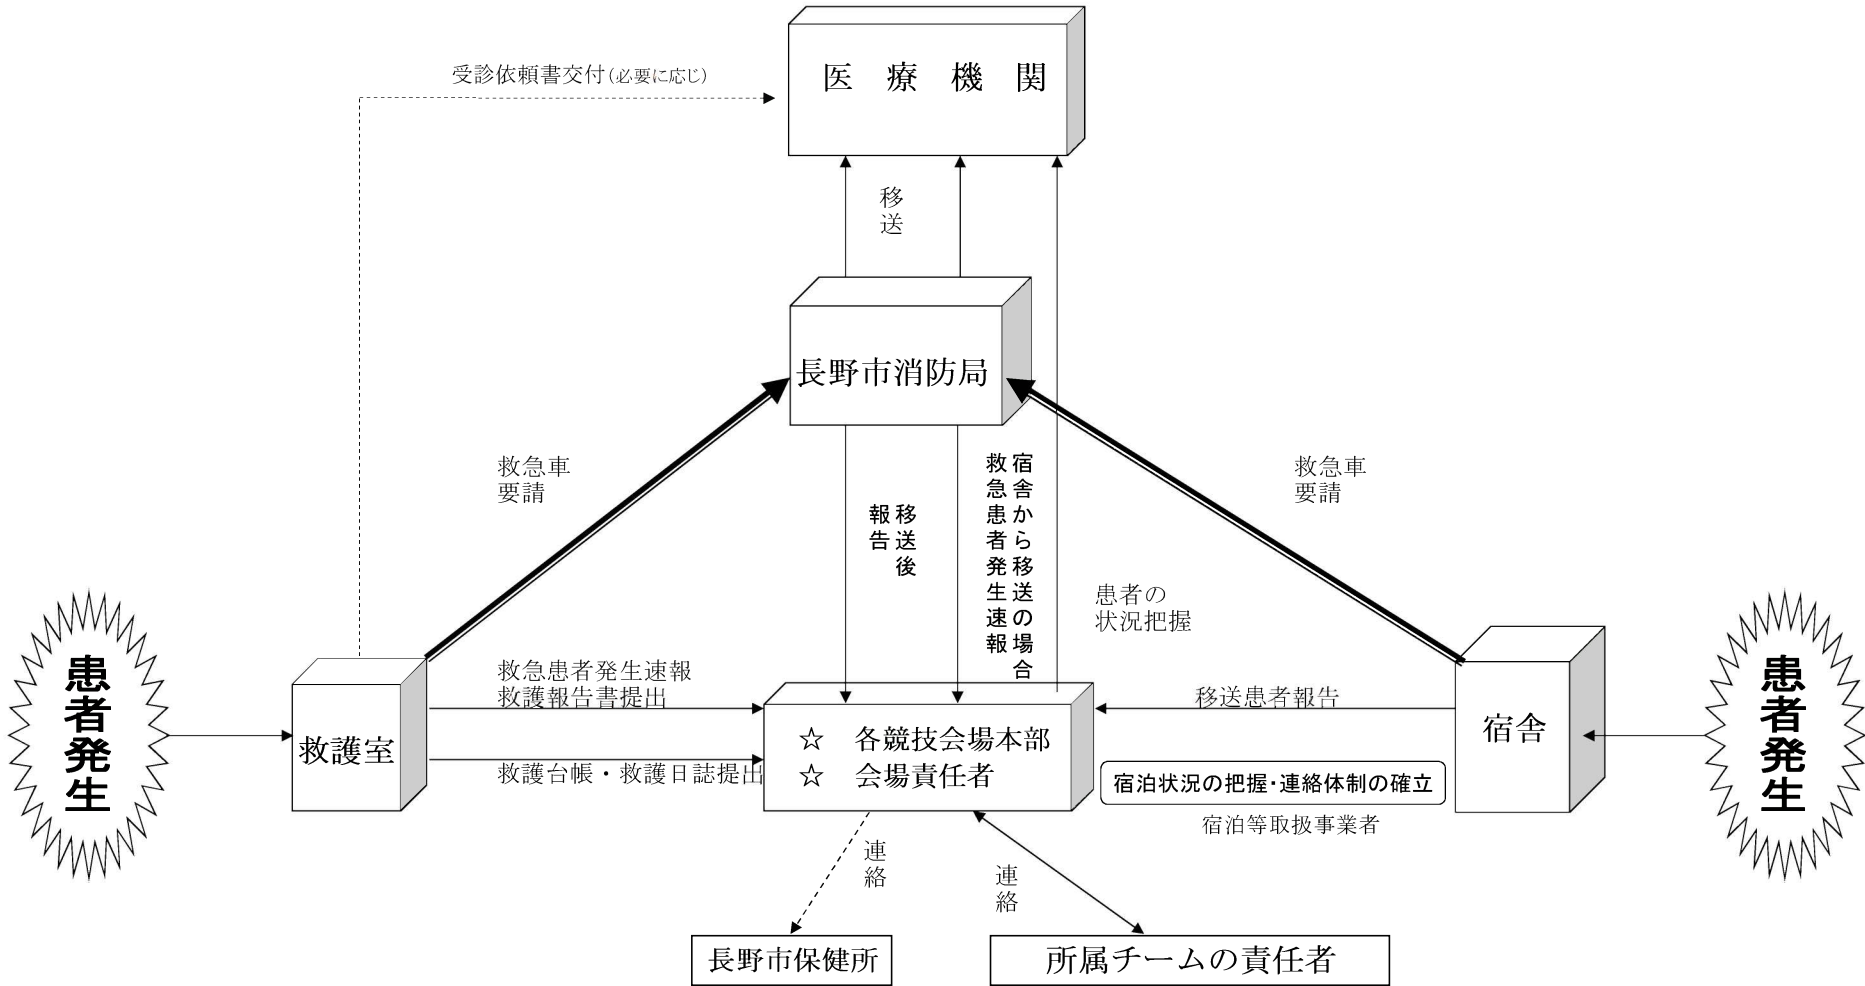 医療機関
受診依頼書交付(必要に応じ)
移送
長野市消防局
救急車
要請
救急車
要請
移送後
報告
宿舎から移送の場合
救急患者発生速報
患者の
状況把握
患者発生
患者発生
救急患者発生速報
救護報告書提出
移送患者報告
救護室
☆ 各競技会場本部
☆ 会場責任者
宿舎
救護台帳・救護日誌提出
宿泊状況の把握・連絡体制の確立
宿泊等取扱事業者
連絡
連絡
長野市保健所
所属チームの責任者